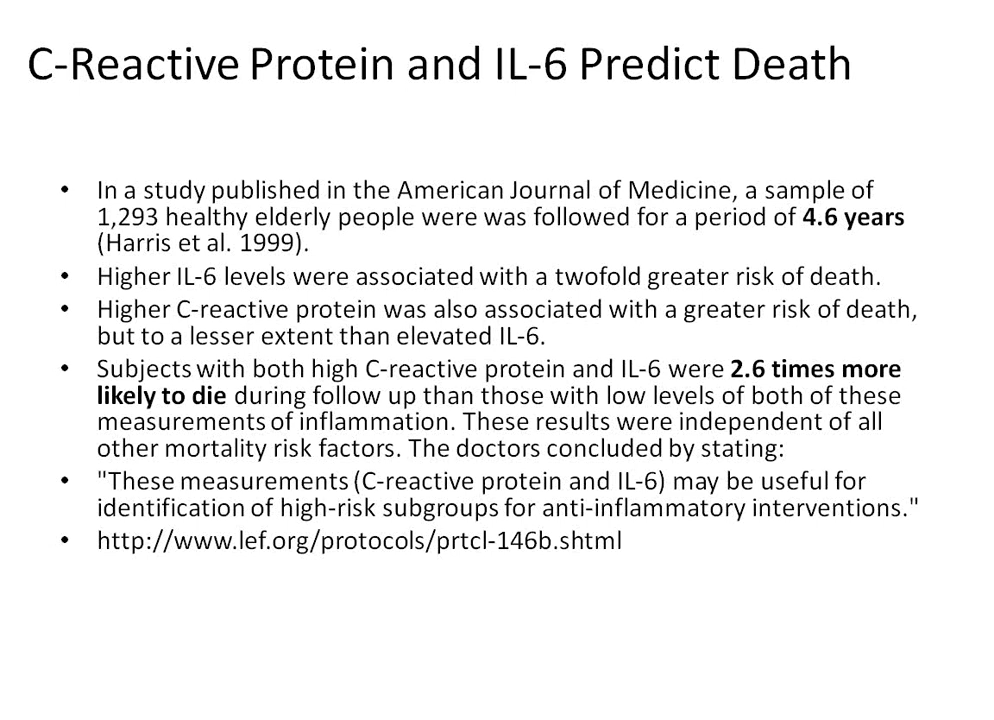 C-Reactive Protein and IL-6 Predict Death
• In a study published in the American Journal of Medicine, a sample of
1,293 healthy elderly people were was followed for a period of 4.6 years
(Harris et al. 1999).
• Higher IL-6 levels were associated with a twofold greater risk of death.
• Higher C-reactive protein was also associated with a greater risk of death,
but to a lesser extent than elevated IL-6.
• Subjects with both high C-reactive protein and IL-6 were 2.6 times more
likely to die during follow up than those with low levels of both of these
measurements of inflammation. These results were independent of all
other mortality risk factors. The doctors concluded by stating:
• "These measurements (C-reactive protein and IL-6) may be useful for
identification of high-risk subgroups for anti-inflammatory interventions."
• http://www.lef.org/protocols/prtcl-146b.shtml